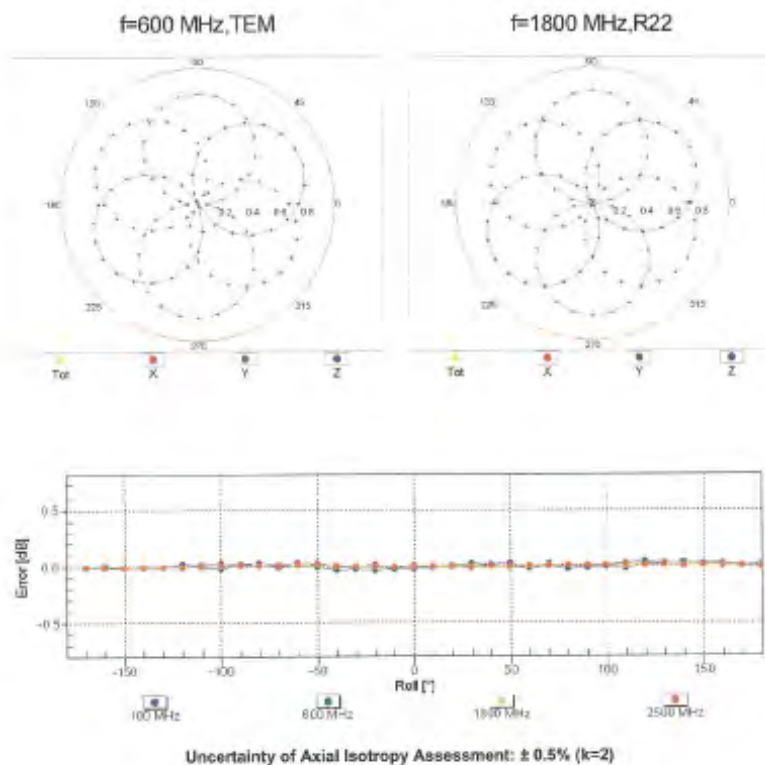 f=600 MHz,TEM
f=1800 MHz,R22
90
135
45
180
0
0.2 0.4 0.6 0.8
225
315
270
Tot X Y Z
90
135
45
180
0
0.2 0.4 0.6 0.8
225
315
270
Tot X Y Z
Error [dB]
0.5
0.0
-0.5
-150 -100 -50 0 50 100 150
Roll [°]
100 MHz 600 MHz 1800 MHz 2500 MHz
Uncertainty of Axial Isotropy Assessment: ± 0.5% (k=2)